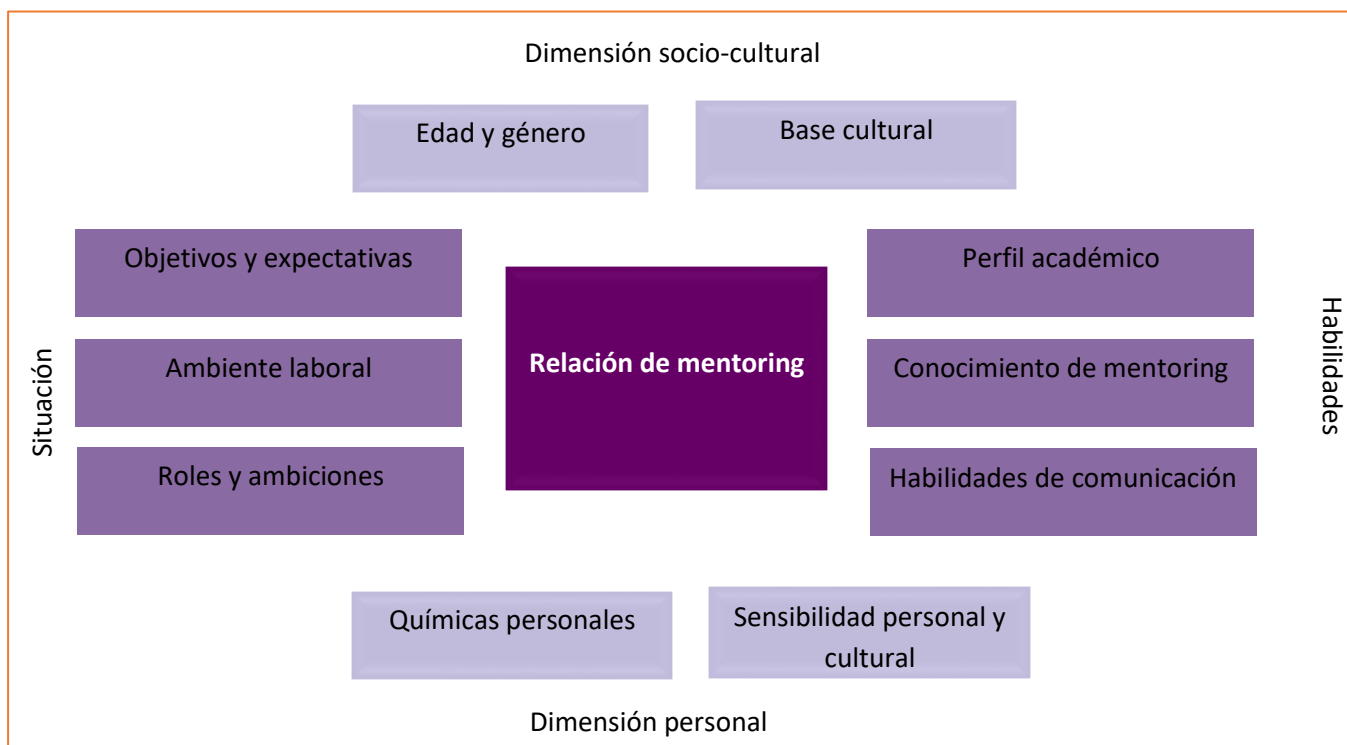 Dimensión socio-cultural
Edad y género
Base cultural
Objetivos y expectativas
Perfil académico
Relación de mentoring
Situación
Ambiente laboral
Conocimiento de mentoring
Habilidades
Roles y ambiciones
Habilidades de comunicación
Químicas personales
Sensibilidad personal y
cultural
Dimensión personal